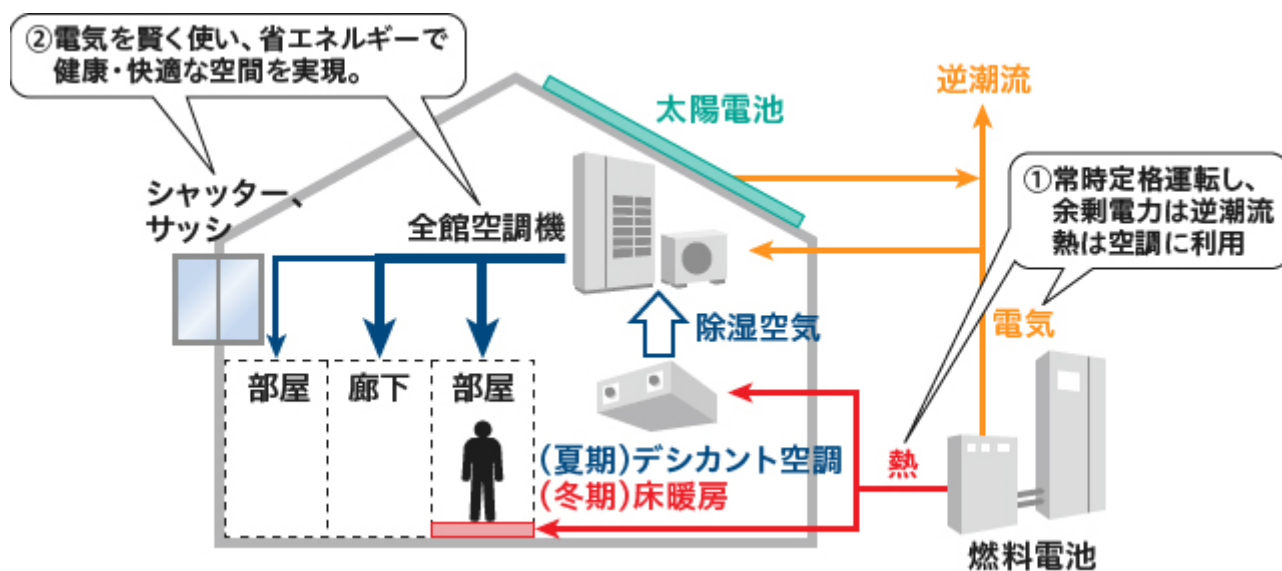 ②電気を賢く使い、省エネルギーで
健康・快適な空間を実現。
逆潮流
太陽電池
①常時定格運転し、
余剰電力は逆潮流
熱は空調に利用
シャッター、
サッシ
全館空調機
電気
除湿空気
部屋
廊下
部屋
(夏期)デシカント空調
(冬期)床暖房
熱
燃料電池